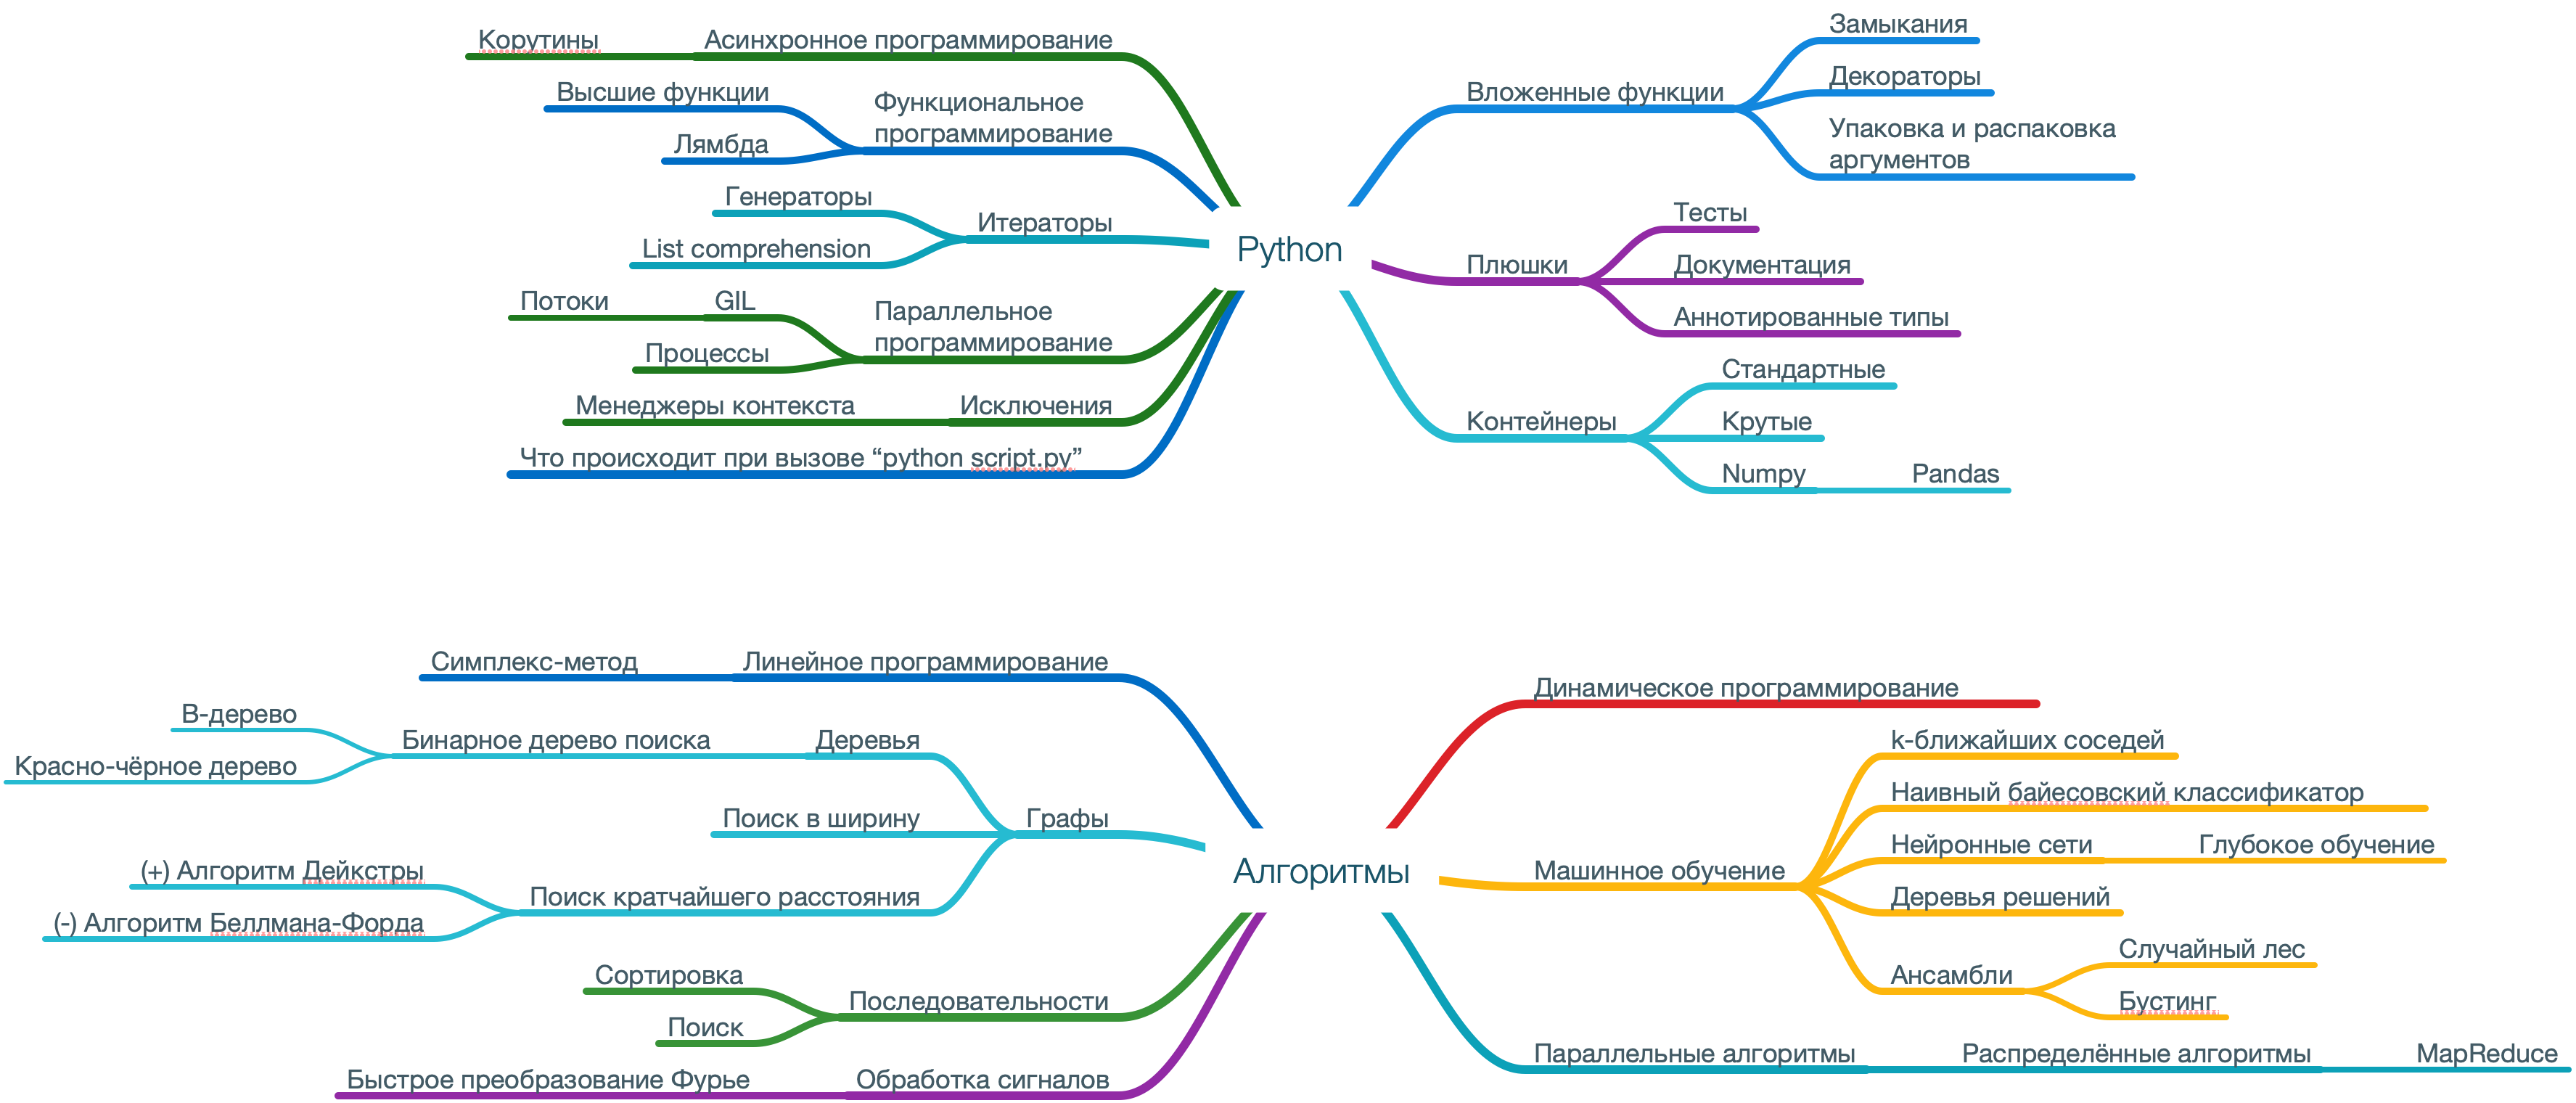 Корутины
Асинхронное программирование
Высшие функции
Функциональное
программирование
Лямбда
Генераторы
Итераторы
List comprehension
Потоки
GIL
Параллельное
программирование
Процессы
Менеджеры контекста
Исключения
Что происходит при вызове “python script.py”
Python
Замыкания
Вложенные функции
Декораторы
Упаковка и распаковка
аргументов
Тесты
Плюшки
Документация
Аннотированные типы
Стандартные
Контейнеры
Крутые
Numpy
Pandas
Симплекс-метод
Линейное программирование
В-дерево
Бинарное дерево поиска
Деревья
Красно-чёрное дерево
Поиск в ширину
Графы
(+) Алгоритм Дейкстры
Поиск кратчайшего расстояния
(-) Алгоритм Беллмана-Форда
Сортировка
Последовательности
Поиск
Быстрое преобразование Фурье
Обработка сигналов
Алгоритмы
Динамическое программирование
k-ближайших соседей
Наивный байесовский классификатор
Машинное обучение
Нейронные сети
Глубокое обучение
Деревья решений
Ансамбли
Случайный лес
Бустинг
Параллельные алгоритмы
Распределённые алгоритмы
MapReduce